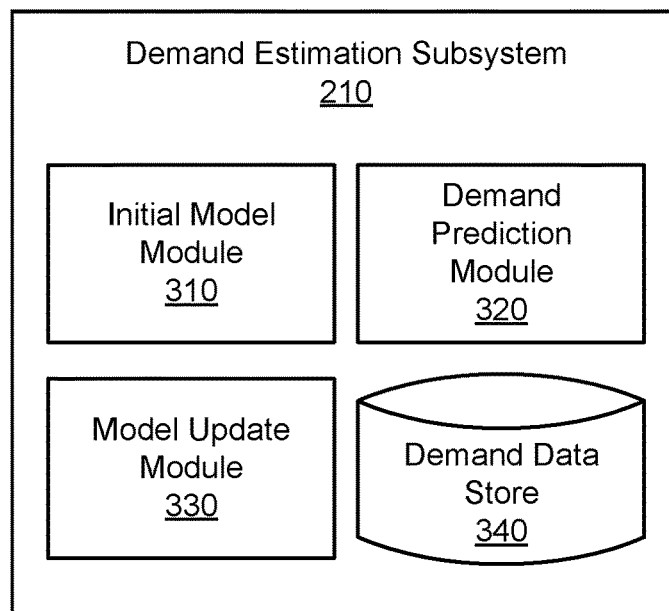 Demand Estimation Subsystem
210
Initial Model
Module
310
Demand
Prediction
Module
320
Model Update
Module
330
Demand Data
Store
340